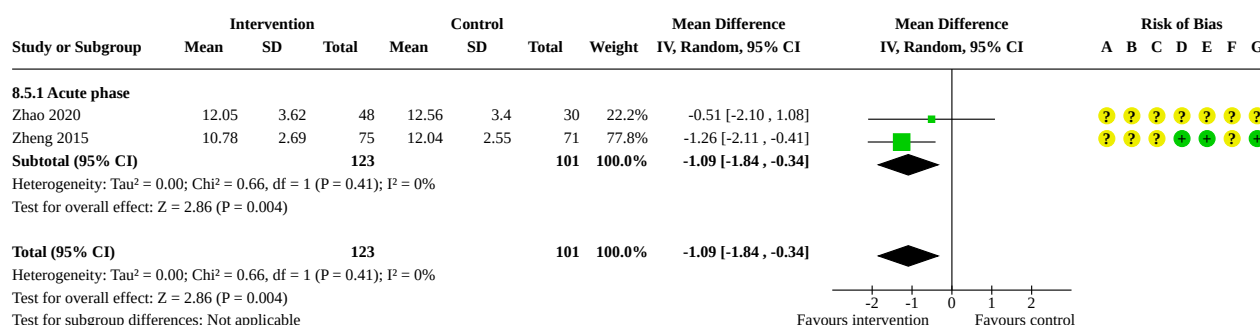 Intervention Control Mean Difference Mean Difference Risk of Bias
Study or Subgroup Mean SD Total Mean SD Total Weight IV, Random, 95% CI IV, Random, 95% CI A B C D E F G
8.5.1 Acute phase
Zhao 2020 12.05 3.62 48 12.56 3.4 30 22.2% -0.51 [-2.10 , 1.08] ? ? ? ? ? ? ?
Zheng 2015 10.78 2.69 75 12.04 2.55 71 77.8% -1.26 [-2.11 , -0.41] ? ? ? + + ? +
Subtotal (95% CI) 123 101 100.0% -1.09 [-1.84 , -0.34]
Heterogeneity: Tau² = 0.00; Chi² = 0.66, df = 1 (P = 0.41); I² = 0%
Test for overall effect: Z = 2.86 (P = 0.004)
Total (95% CI) 123 101 100.0% -1.09 [-1.84 , -0.34]
Heterogeneity: Tau² = 0.00; Chi² = 0.66, df = 1 (P = 0.41); I² = 0%
Test for overall effect: Z = 2.86 (P = 0.004)
-2 -1 0 1 2
Test for subgroup differences: Not applicable Favours intervention Favours control